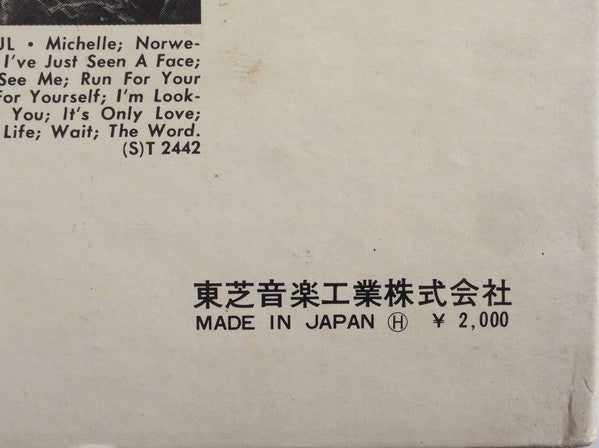 UL • Michelle; Norwe-
I've Just Seen A Face;
See Me; Run For Your
For Yourself; I'm Look-
You; It's Only Love;
Life; Wait; The Word.
(S)T 2442
東芝音楽工業株式会社
MADE IN JAPAN Ⓗ ¥ 2,000